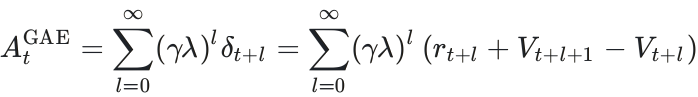 $A_t^{\mathrm{GAE}} = \sum_{l=0}^{\infty} (\gamma\lambda)^l \delta_{t+l} = \sum_{l=0}^{\infty} (\gamma\lambda)^l \left(r_{t+l} + V_{t+l+1} - V_{t+l}\right)$